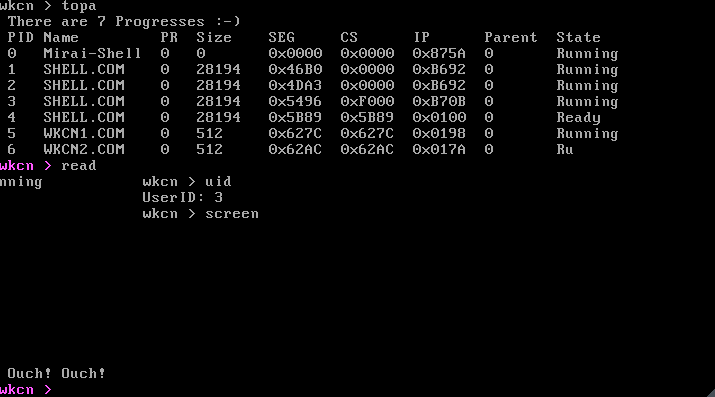 wkcn > topa
There are 7 Progresses :-)
PID Name PR Size SEG CS IP Parent State
0 Mirai-Shell 0 0 0x0000 0x0000 0x875A 0 Running
1 SHELL.COM 0 28194 0x46B0 0x0000 0xB692 0 Running
2 SHELL.COM 0 28194 0x4DA3 0x0000 0xB692 0 Running
3 SHELL.COM 0 28194 0x5496 0xF000 0xB70B 0 Running
4 SHELL.COM 0 28194 0x5B89 0x5B89 0x0100 0 Ready
5 WKCN1.COM 0 512 0x627C 0x627C 0x0198 0 Running
6 WKCN2.COM 0 512 0x62AC 0x62AC 0x017A 0 Ru
wkcn > read
nning wkcn > uid
UserID: 3
wkcn > screen
Ouch! Ouch!
wkcn >